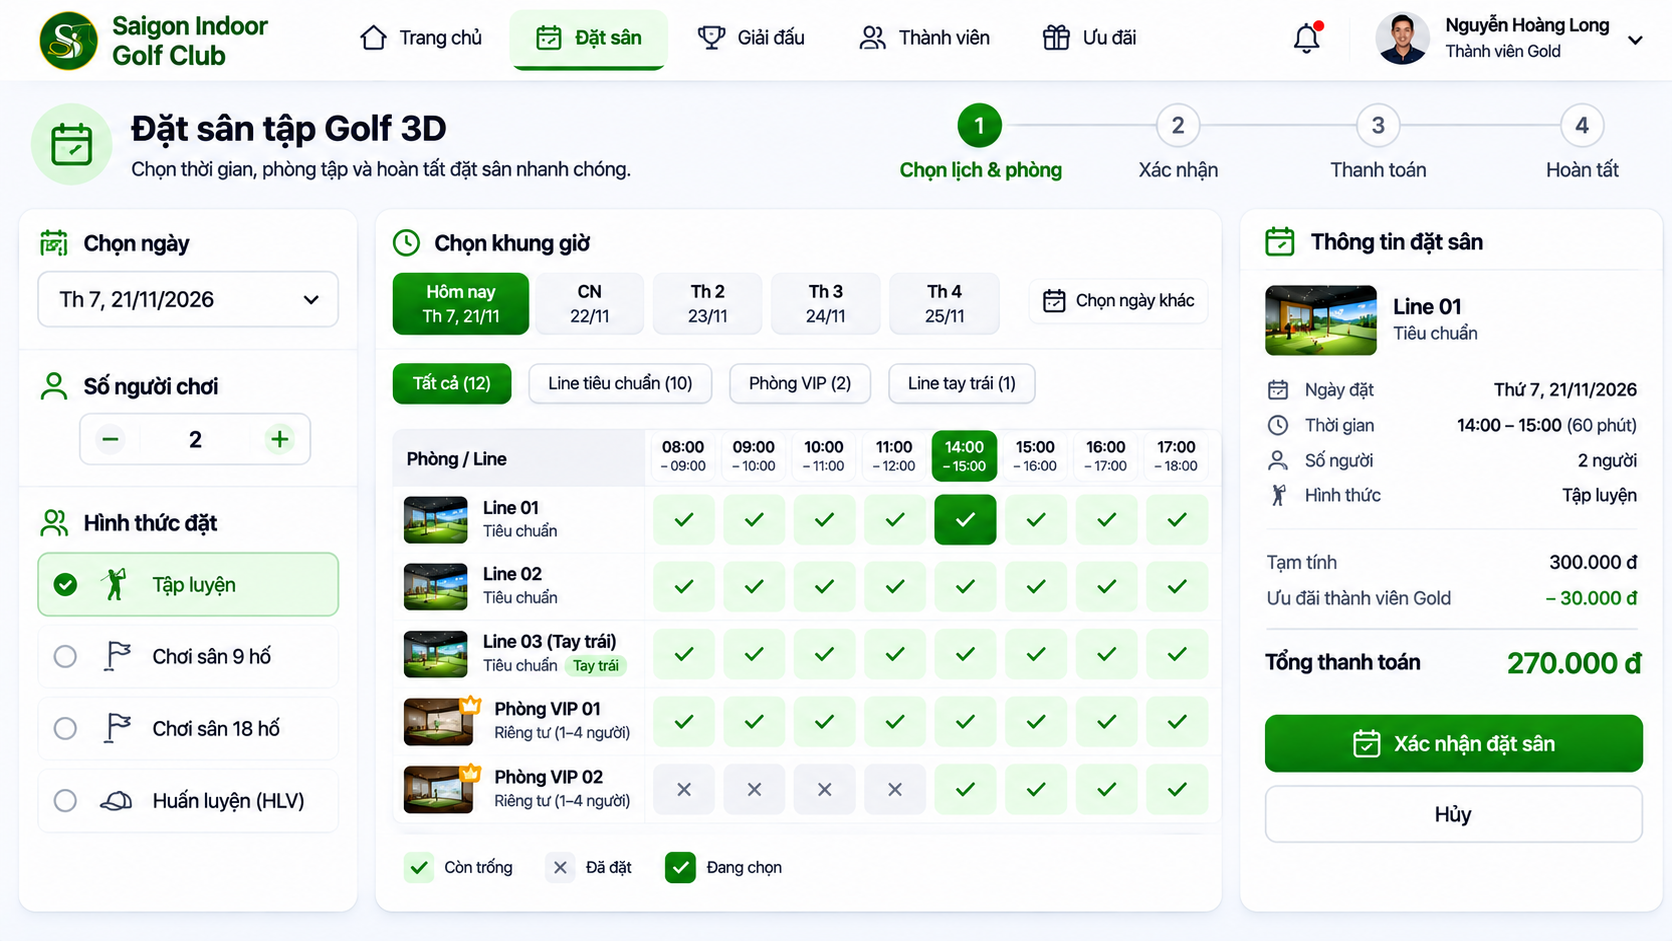 Saigon Indoor
Golf Club
Trang chủ
Đặt sân
Giải đấu
Thành viên
Ưu đãi
Nguyễn Hoàng Long
Thành viên Gold
Đặt sân tập Golf 3D
Chọn thời gian, phòng tập và hoàn tất đặt sân nhanh chóng.
1
2
3
4
Chọn lịch & phòng
Xác nhận
Thanh toán
Hoàn tất
Chọn ngày
Th 7, 21/11/2026
Số người chơi
− 2 +
Hình thức đặt
Tập luyện
Chơi sân 9 hố
Chơi sân 18 hố
Huấn luyện (HLV)
Chọn khung giờ
Hôm nay
Th 7, 21/11
CN
22/11
Th 2
23/11
Th 3
24/11
Th 4
25/11
Chọn ngày khác
Tất cả (12)
Line tiêu chuẩn (10)
Phòng VIP (2)
Line tay trái (1)
Phòng / Line
08:00
– 09:00
09:00
– 10:00
10:00
– 11:00
11:00
– 12:00
14:00
– 15:00
15:00
– 16:00
16:00
– 17:00
17:00
– 18:00
Line 01
Tiêu chuẩn
Line 02
Tiêu chuẩn
Line 03 (Tay trái)
Tiêu chuẩn Tay trái
Phòng VIP 01
Riêng tư (1–4 người)
Phòng VIP 02
Riêng tư (1–4 người)
Còn trống
Đã đặt
Đang chọn
Thông tin đặt sân
Line 01
Tiêu chuẩn
Ngày đặt Thứ 7, 21/11/2026
Thời gian 14:00 – 15:00 (60 phút)
Số người 2 người
Hình thức Tập luyện
Tạm tính 300.000 đ
Ưu đãi thành viên Gold – 30.000 đ
Tổng thanh toán 270.000 đ
Xác nhận đặt sân
Hủy